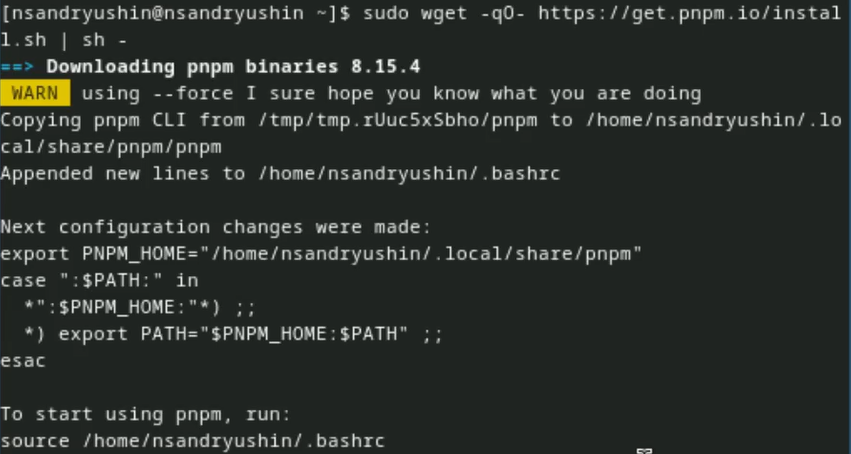 [nsandryushin@nsandryushin ~]$ sudo wget -qO- https://get.pnpm.io/instal
l.sh | sh -
==> Downloading pnpm binaries 8.15.4
 WARN  using --force I sure hope you know what you are doing
Copying pnpm CLI from /tmp/tmp.rUuc5xSbho/pnpm to /home/nsandryushin/.lo
cal/share/pnpm/pnpm
Appended new lines to /home/nsandryushin/.bashrc

Next configuration changes were made:
export PNPM_HOME="/home/nsandryushin/.local/share/pnpm"
case ":$PATH:" in
  *":$PNPM_HOME:"*) ;;
  *) export PATH="$PNPM_HOME:$PATH" ;;
esac

To start using pnpm, run:
source /home/nsandryushin/.bashrc